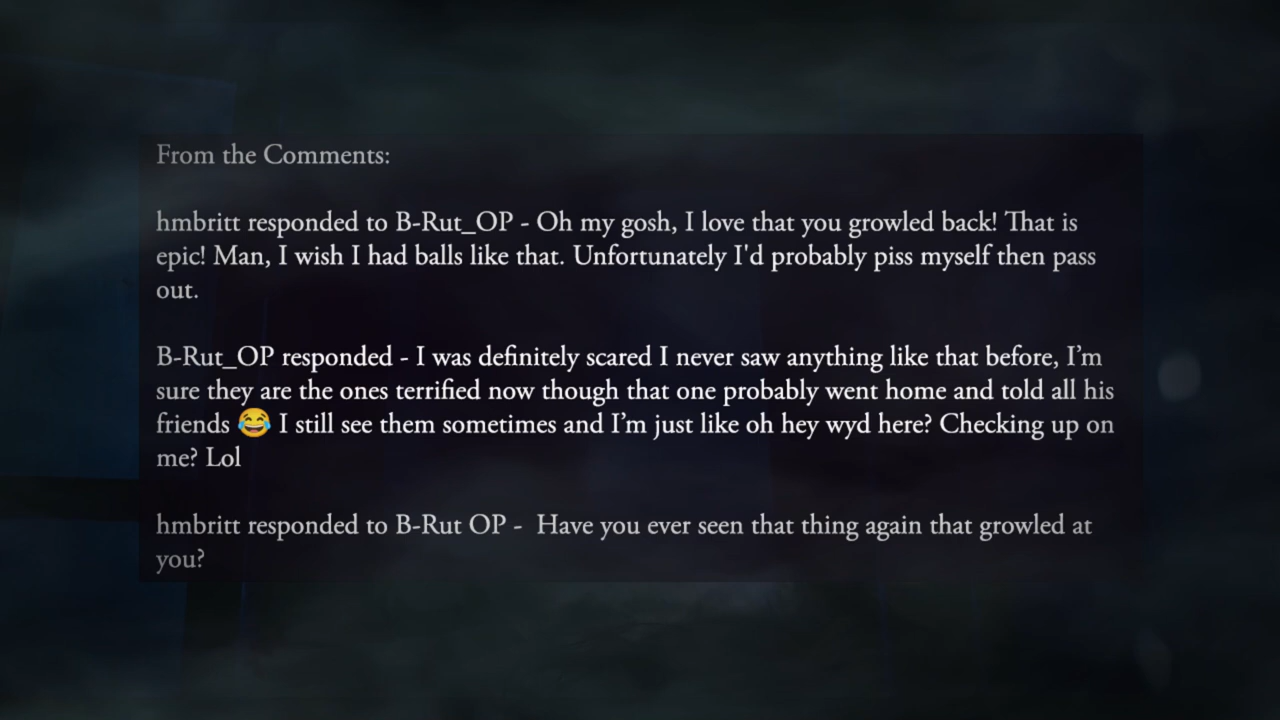 From the Comments:
hmbritt responded to B-Rut_OP - Oh my gosh, I love that you growled back! That is
epic! Man, I wish I had balls like that. Unfortunately I'd probably piss myself then pass
out.
B-Rut_OP responded - I was definitely scared I never saw anything like that before, I’m
sure they are the ones terrified now though that one probably went home and told all his
friends 😂 I still see them sometimes and I’m just like oh hey wyd here? Checking up on
me? Lol
hmbritt responded to B-Rut OP -  Have you ever seen that thing again that growled at
you?